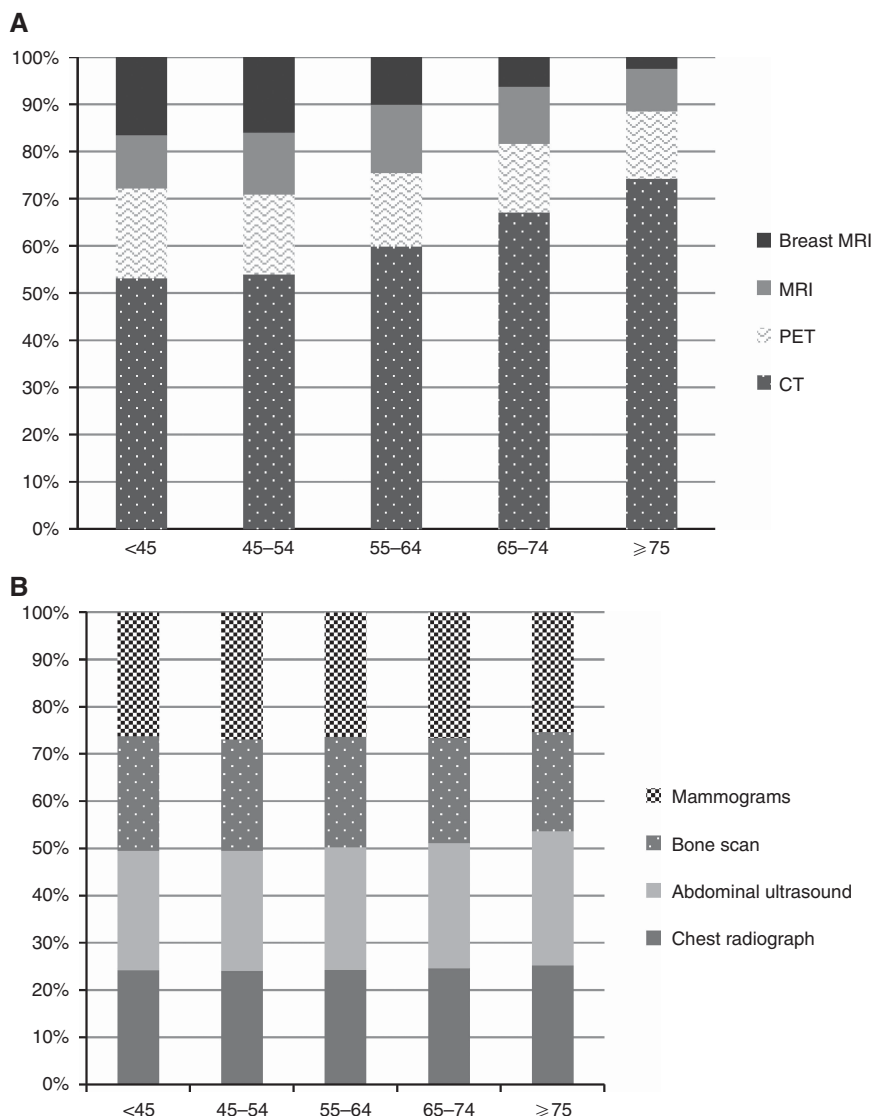 A
100%
90%
80%
70%
60%
50%
40%
30%
20%
10%
0%
<45 45–54 55–64 65–74 ⩾75
Breast MRI
MRI
PET
CT
B
100%
90%
80%
70%
60%
50%
40%
30%
20%
10%
0%
<45 45–54 55–64 65–74 ⩾75
Mammograms
Bone scan
Abdominal ultrasound
Chest radiograph